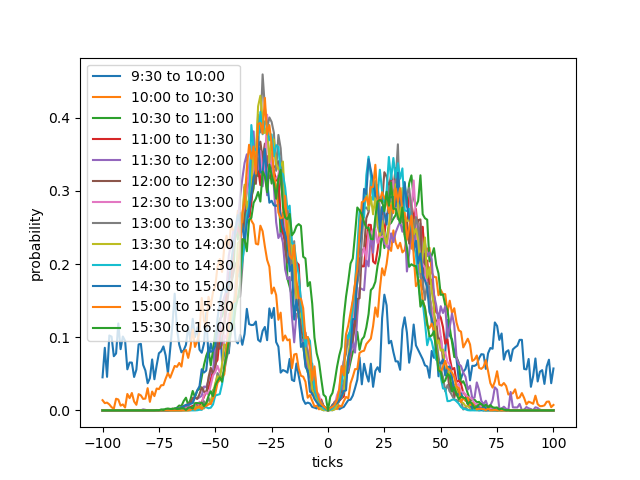 9:30 to 10:00
10:00 to 10:30
10:30 to 11:00
11:00 to 11:30
11:30 to 12:00
12:00 to 12:30
12:30 to 13:00
13:00 to 13:30
13:30 to 14:00
14:00 to 14:30
14:30 to 15:00
15:00 to 15:30
15:30 to 16:00
0.4
0.3
0.2
0.1
0.0
probability
−100 −75 −50 −25 0 25 50 75 100
ticks